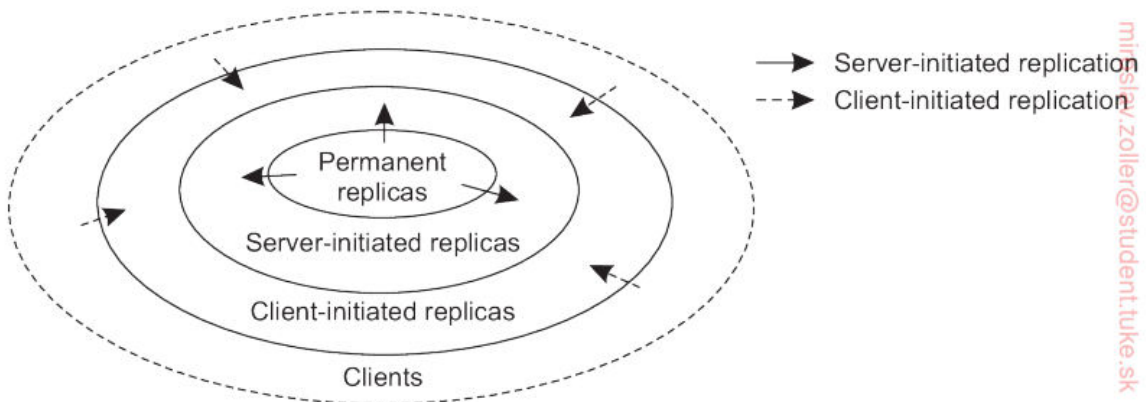 Permanent
replicas
Server-initiated replicas
Client-initiated replicas
Clients
Server-initiated replication
Client-initiated replication
miroslav.zoller@student.tuke.sk